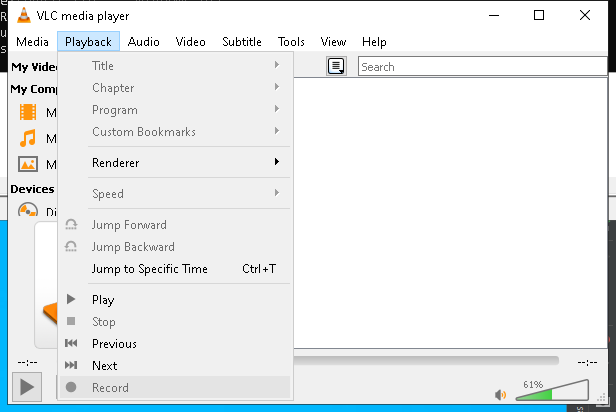 VLC media player
Media Playback Audio Video Subtitle Tools View Help
My Vide
Search
My Comp
M
M
M
Devices
Di
Title
Chapter
Program
Custom Bookmarks
Renderer
Speed
Jump Forward
Jump Backward
Jump to Specific Time Ctrl+T
Play
Stop
Previous
Next
Record
--:-- --:--
61%